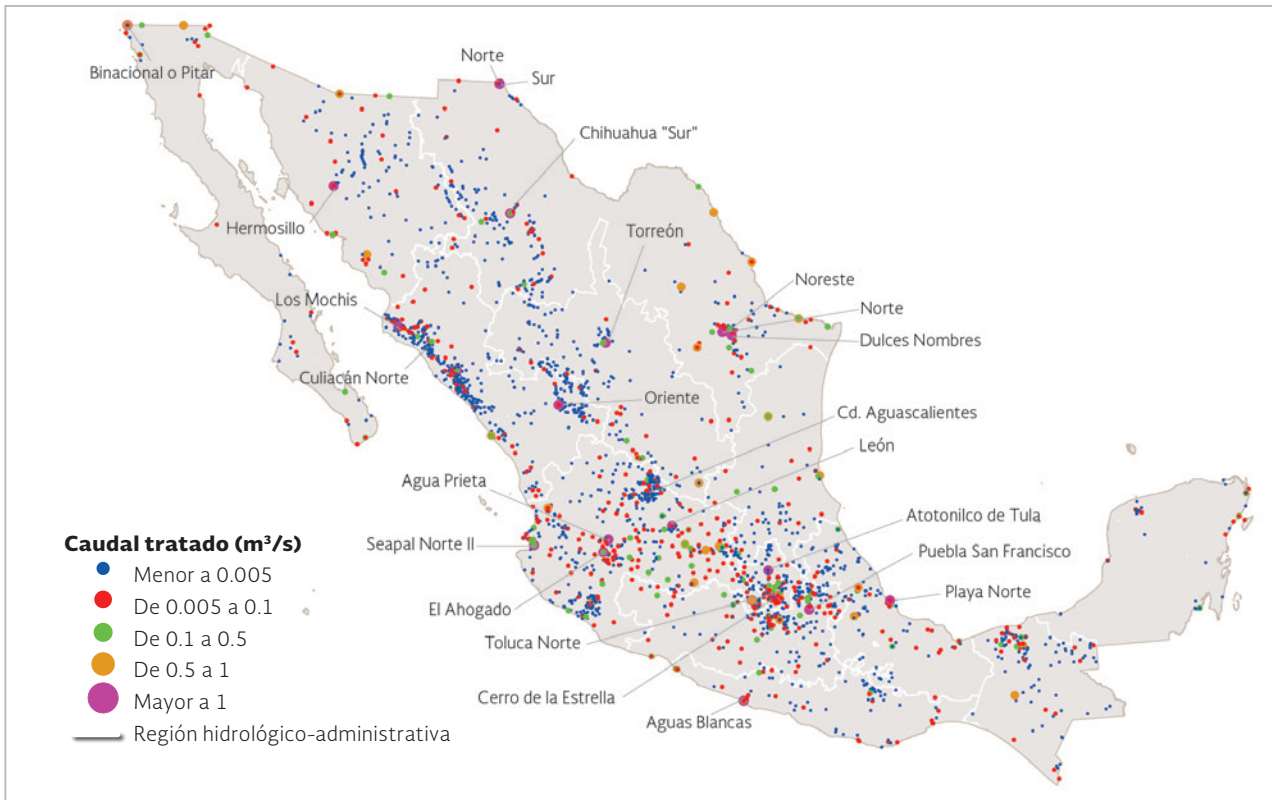 Norte
Sur
Binacional o Pitar
Chihuahua "Sur"
Hermosillo
Torreón
Noreste
Los Mochis
Norte
Dulces Nombres
Culiacán Norte
Oriente
Cd. Aguascalientes
León
Agua Prieta
Atotonilco de Tula
Caudal tratado (m³/s)
Seapal Norte II
Puebla San Francisco
Menor a 0.005
Playa Norte
De 0.005 a 0.1
El Ahogado
De 0.1 a 0.5
Toluca Norte
De 0.5 a 1
Cerro de la Estrella
Mayor a 1
Aguas Blancas
Región hidrológico-administrativa